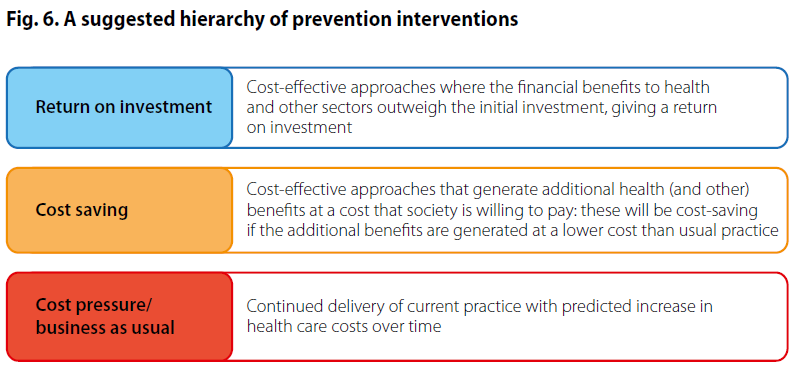 Fig. 6. A suggested hierarchy of prevention interventions
Return on investment
Cost-effective approaches where the financial benefits to health
and other sectors outweigh the initial investment, giving a return
on investment
Cost saving
Cost-effective approaches that generate additional health (and other)
benefits at a cost that society is willing to pay: these will be cost-saving
if the additional benefits are generated at a lower cost than usual practice
Cost pressure/
business as usual
Continued delivery of current practice with predicted increase in
health care costs over time